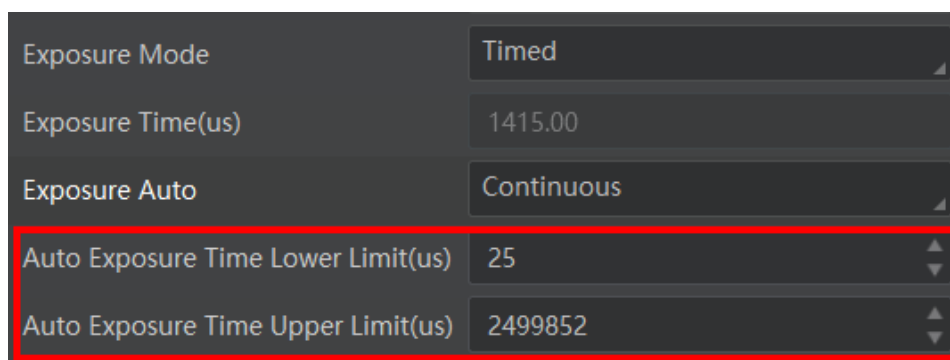 Exposure Mode Timed
Exposure Time(us) 1415.00
Exposure Auto Continuous
Auto Exposure Time Lower Limit(us) 25
Auto Exposure Time Upper Limit(us) 2499852